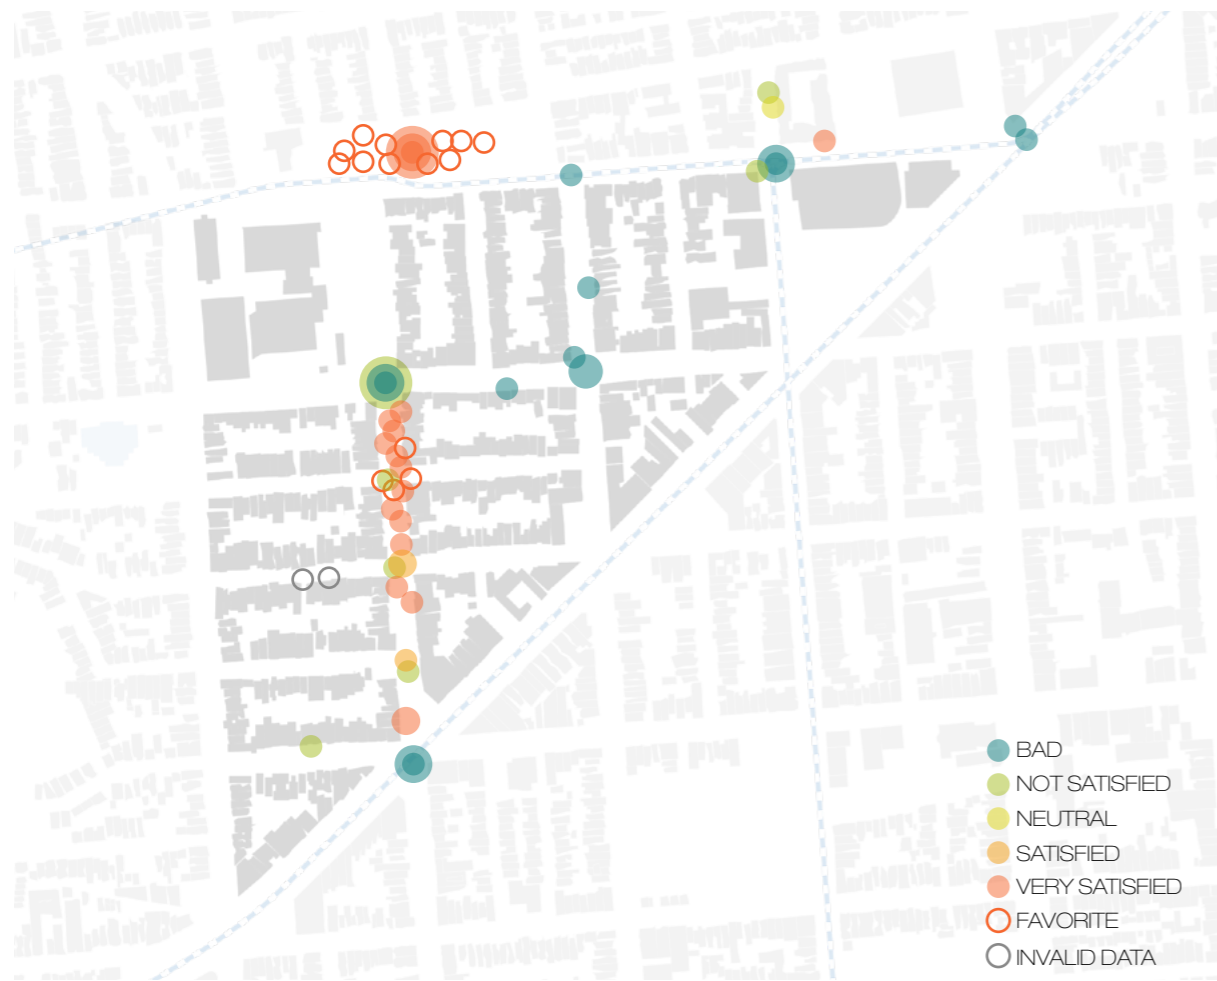 BAD
NOT SATISFIED
NEUTRAL
SATISFIED
VERY SATISFIED
FAVORITE
INVALID DATA